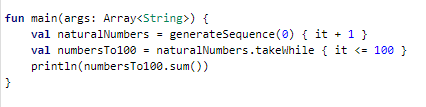 fun main(args: Array<String>) {
    val naturalNumbers = generateSequence(0) { it + 1 }
    val numbersTo100 = naturalNumbers.takeWhile { it <= 100 }
    println(numbersTo100.sum())
}